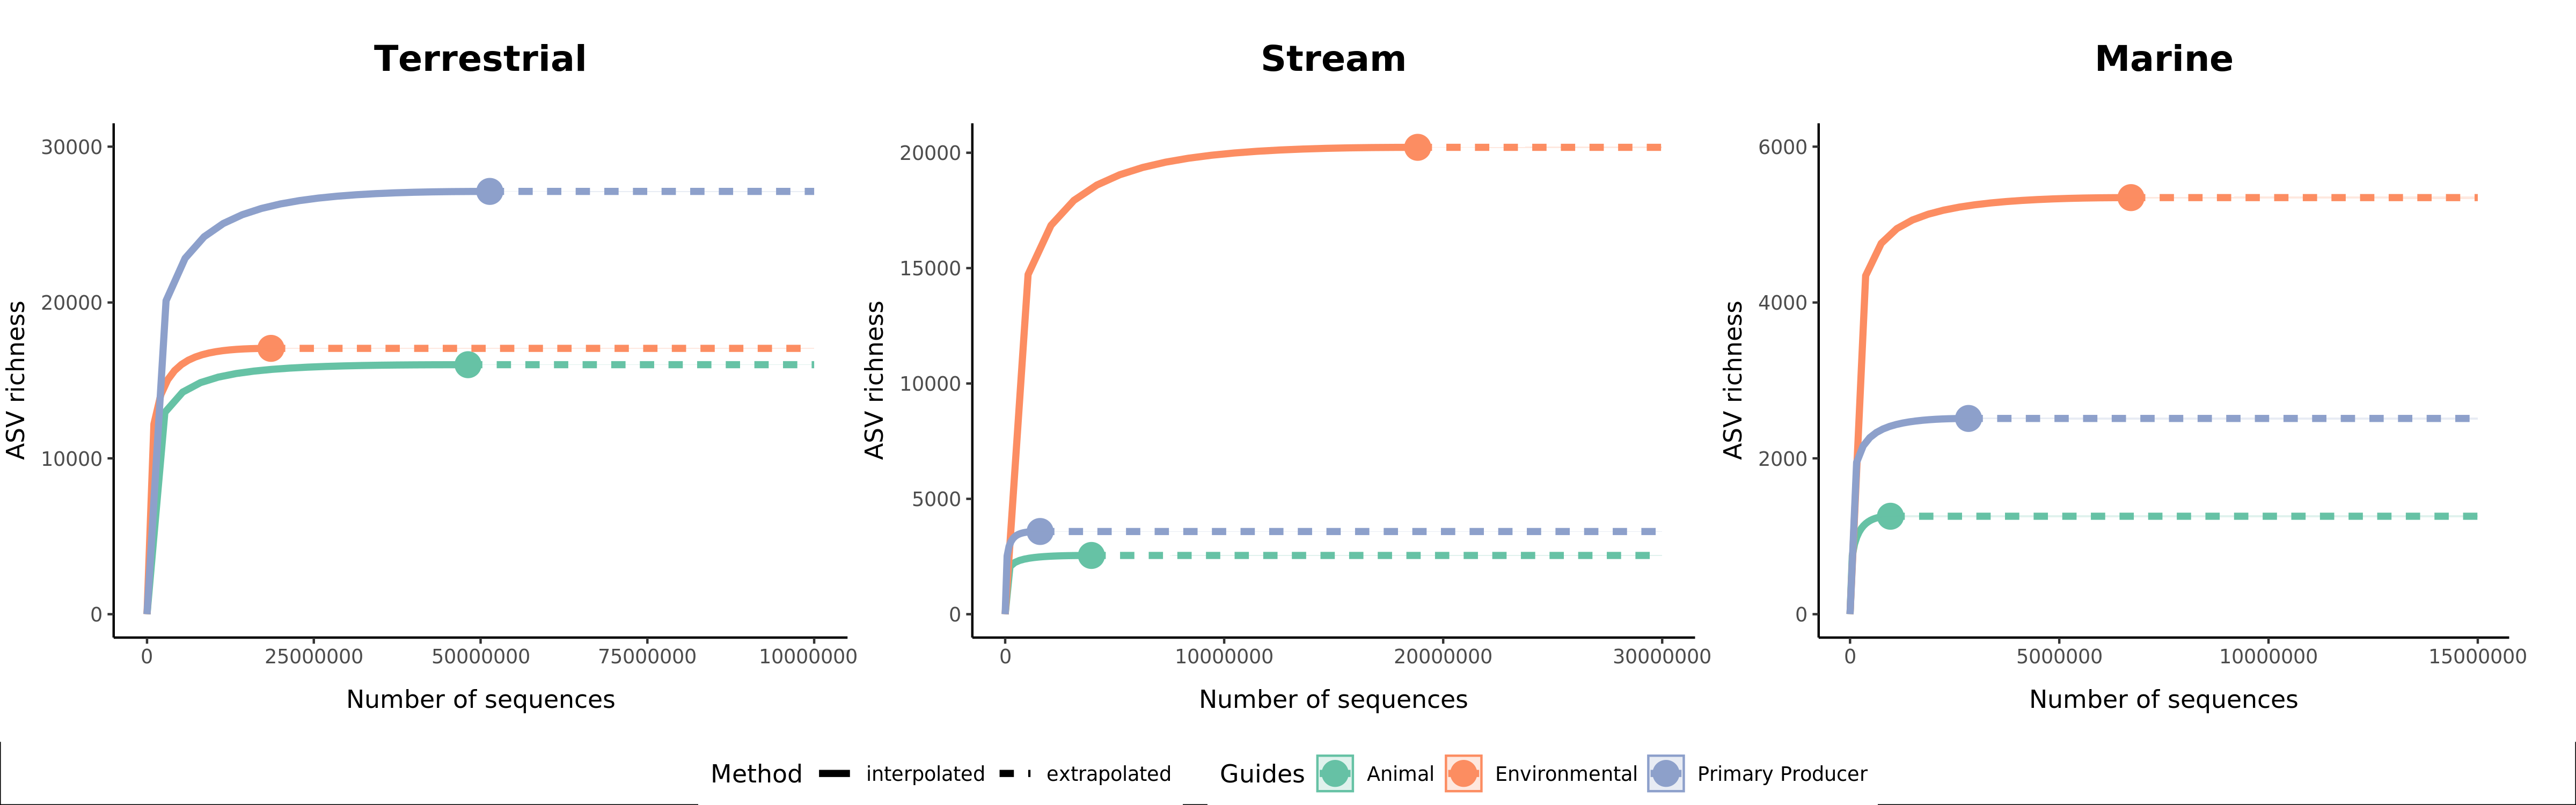 Terrestrial Stream Marine
30000
20000
10000
0
ASV richness
0 25000000 50000000 75000000 100000000
Number of sequences
20000
15000
10000
5000
0
ASV richness
0 10000000 20000000 30000000
Number of sequences
6000
4000
2000
0
ASV richness
0 5000000 10000000 15000000
Number of sequences
Method interpolated extrapolated Guides Animal Environmental Primary Producer